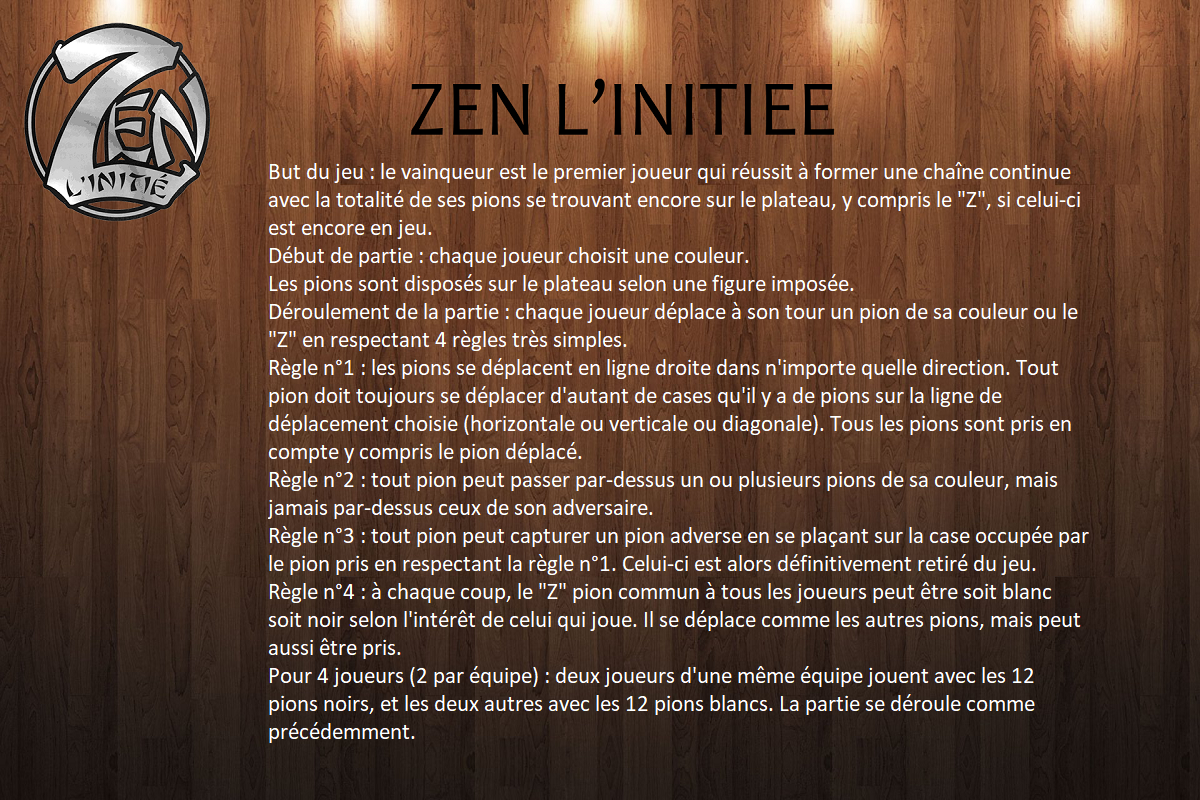 ZEN
L'INITIÉ
ZEN L’INITIEE
But du jeu : le vainqueur est le premier joueur qui réussit à former une chaîne continue
avec la totalité de ses pions se trouvant encore sur le plateau, y compris le "Z", si celui-ci
est encore en jeu.
Début de partie : chaque joueur choisit une couleur.
Les pions sont disposés sur le plateau selon une figure imposée.
Déroulement de la partie : chaque joueur déplace à son tour un pion de sa couleur ou le
"Z" en respectant 4 règles très simples.
Règle n°1 : les pions se déplacent en ligne droite dans n'importe quelle direction. Tout
pion doit toujours se déplacer d'autant de cases qu'il y a de pions sur la ligne de
déplacement choisie (horizontale ou verticale ou diagonale). Tous les pions sont pris en
compte y compris le pion déplacé.
Règle n°2 : tout pion peut passer par-dessus un ou plusieurs pions de sa couleur, mais
jamais par-dessus ceux de son adversaire.
Règle n°3 : tout pion peut capturer un pion adverse en se plaçant sur la case occupée par
le pion pris en respectant la règle n°1. Celui-ci est alors définitivement retiré du jeu.
Règle n°4 : à chaque coup, le "Z" pion commun à tous les joueurs peut être soit blanc
soit noir selon l'intérêt de celui qui joue. Il se déplace comme les autres pions, mais peut
aussi être pris.
Pour 4 joueurs (2 par équipe) : deux joueurs d'une même équipe jouent avec les 12
pions noirs, et les deux autres avec les 12 pions blancs. La partie se déroule comme
précédemment.